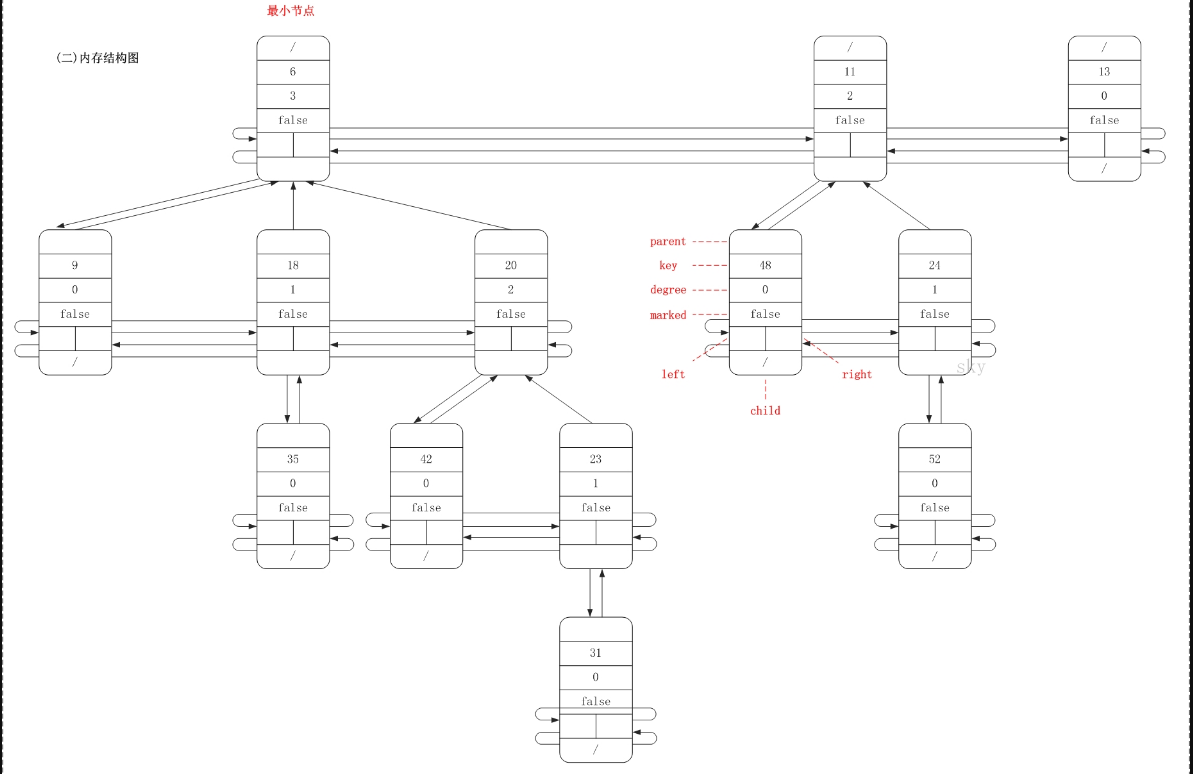 最小节点
(二)内存结构图
/
6
3
false
/
11
2
false
/
13
0
false
/
9
0
false
/
18
1
false
20
2
false
parent
key
degree
marked
left
child
right
48
0
false
/
24
1
false
sky
35
0
false
/
42
0
false
/
23
1
false
52
0
false
/
31
0
false
/